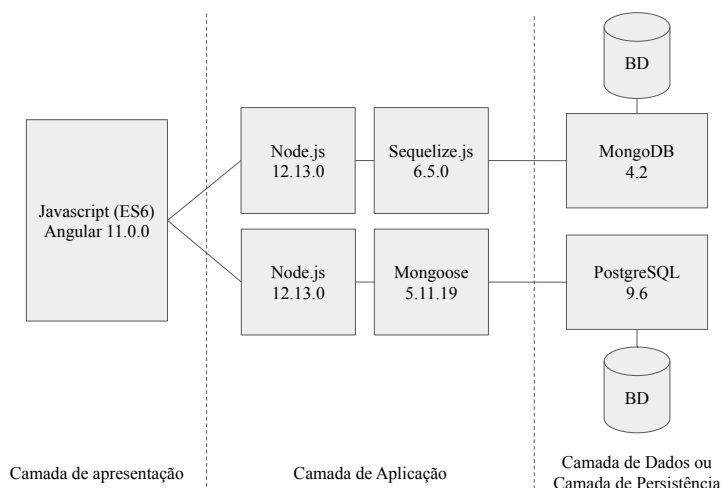 BD
Javascript (ES6)
Angular 11.0.0
Node.js
12.13.0
Sequelize.js
6.5.0
MongoDB
4.2
Node.js
12.13.0
Mongoose
5.11.19
PostgreSQL
9.6
BD
Camada de apresentação
Camada de Aplicação
Camada de Dados ou
Camada de Persistência